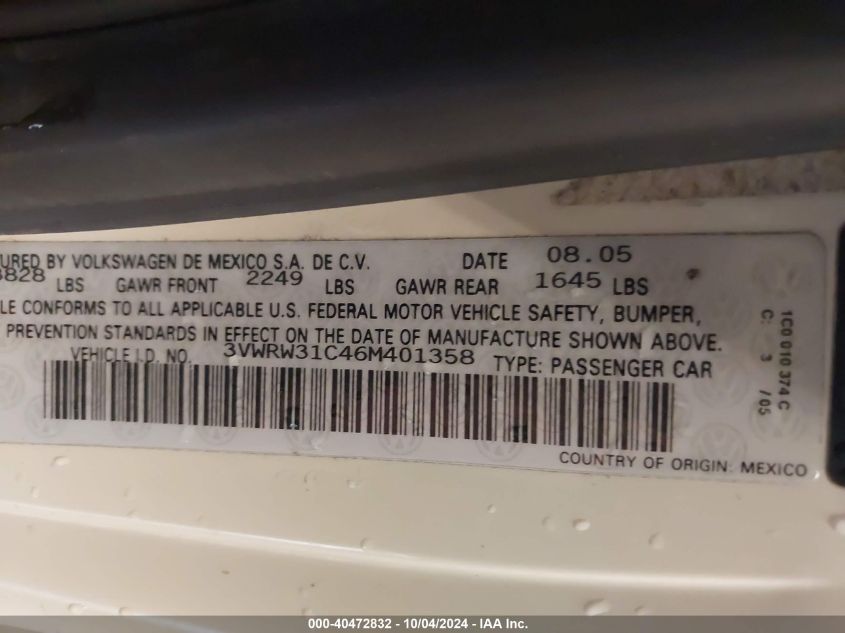 URED BY VOLKSWAGEN DE MEXICO S.A. DE C.V. DATE 08.05
3828 LBS GAWR FRONT 2249 LBS GAWR REAR 1645 LBS
LE CONFORMS TO ALL APPLICABLE U.S. FEDERAL MOTOR VEHICLE SAFETY, BUMPER,
PREVENTION STANDARDS IN EFFECT ON THE DATE OF MANUFACTURE SHOWN ABOVE.
VEHICLE I.D. NO. 3VWRW31C46M401358 TYPE: PASSENGER CAR
COUNTRY OF ORIGIN: MEXICO
1C0 010 374 C
C: 3 /05
000-40472832 - 10/04/2024 - IAA Inc.